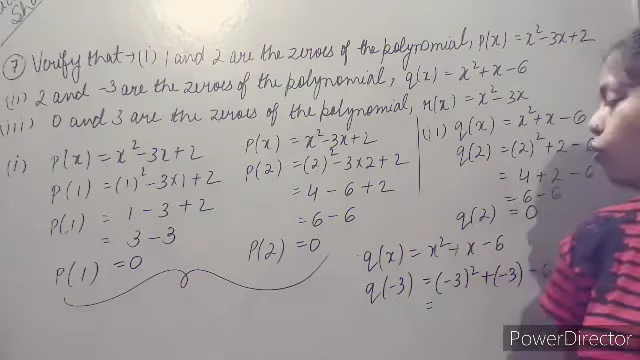 ⑦ Verify that → (i) 1 and 2 are the zeroes of the polynomial, p(x) = x² - 3x + 2
(ii) 2 and -3 are the zeroes of the polynomial, q(x) = x² + x - 6
(iii) 0 and 3 are the zeroes of the polynomial, r(x) = x² - 3x
(i) p(x) = x² - 3x + 2
p(1) = (1)² - 3×1 + 2
p(1) = 1 - 3 + 2
= 3 - 3
p(1) = 0
p(x) = x² - 3x + 2
p(2) = (2)² - 3×2 + 2
= 4 - 6 + 2
= 6 - 6
p(2) = 0
(ii) q(x) = x² + x - 6
q(2) = (2)² + 2 - 6
= 4 + 2 - 6
= 6 - 6
q(2) = 0
q(x) = x² + x - 6
q(-3) = (-3)² + (-3) -
=
POWERED BY
PowerDirector